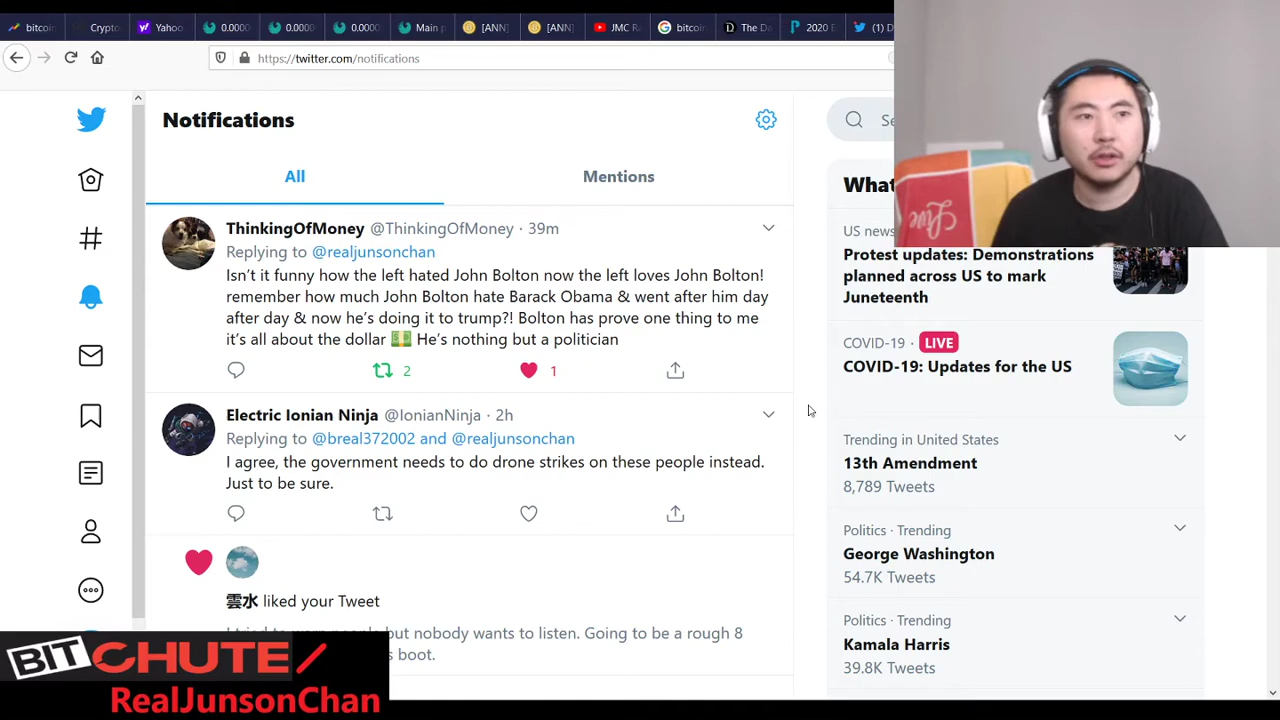 bitcoin
Crypto
Yahoo
0.0000
0.0000
0.0000
Main p
[ANN]
[ANN]
JMC R
bitcoin
The Da
2020 E
(1) D
https://twitter.com/notifications
Notifications
All
Mentions
ThinkingOfMoney @ThinkingOfMoney · 39m
Replying to @realjunsonchan
Isn't it funny how the left hated John Bolton now the left loves John Bolton!
remember how much John Bolton hate Barack Obama & went after him day
after day & now he's doing it to trump?! Bolton has prove one thing to me
it's all about the dollar 💵 He's nothing but a politician
2
1
Electric Ionian Ninja @IonianNinja · 2h
Replying to @breal372002 and @realjunsonchan
I agree, the government needs to do drone strikes on these people instead.
Just to be sure.
雲水 liked your Tweet
but nobody wants to listen. Going to be a rough 8
boot.
BITCHUTE/
RealJunsonChan
Se
What
US news
Protest updates: Demonstrations
planned across US to mark
Juneteenth
COVID-19 · LIVE
COVID-19: Updates for the US
Trending in United States
13th Amendment
8,789 Tweets
Politics · Trending
George Washington
54.7K Tweets
Politics · Trending
Kamala Harris
39.8K Tweets
Live